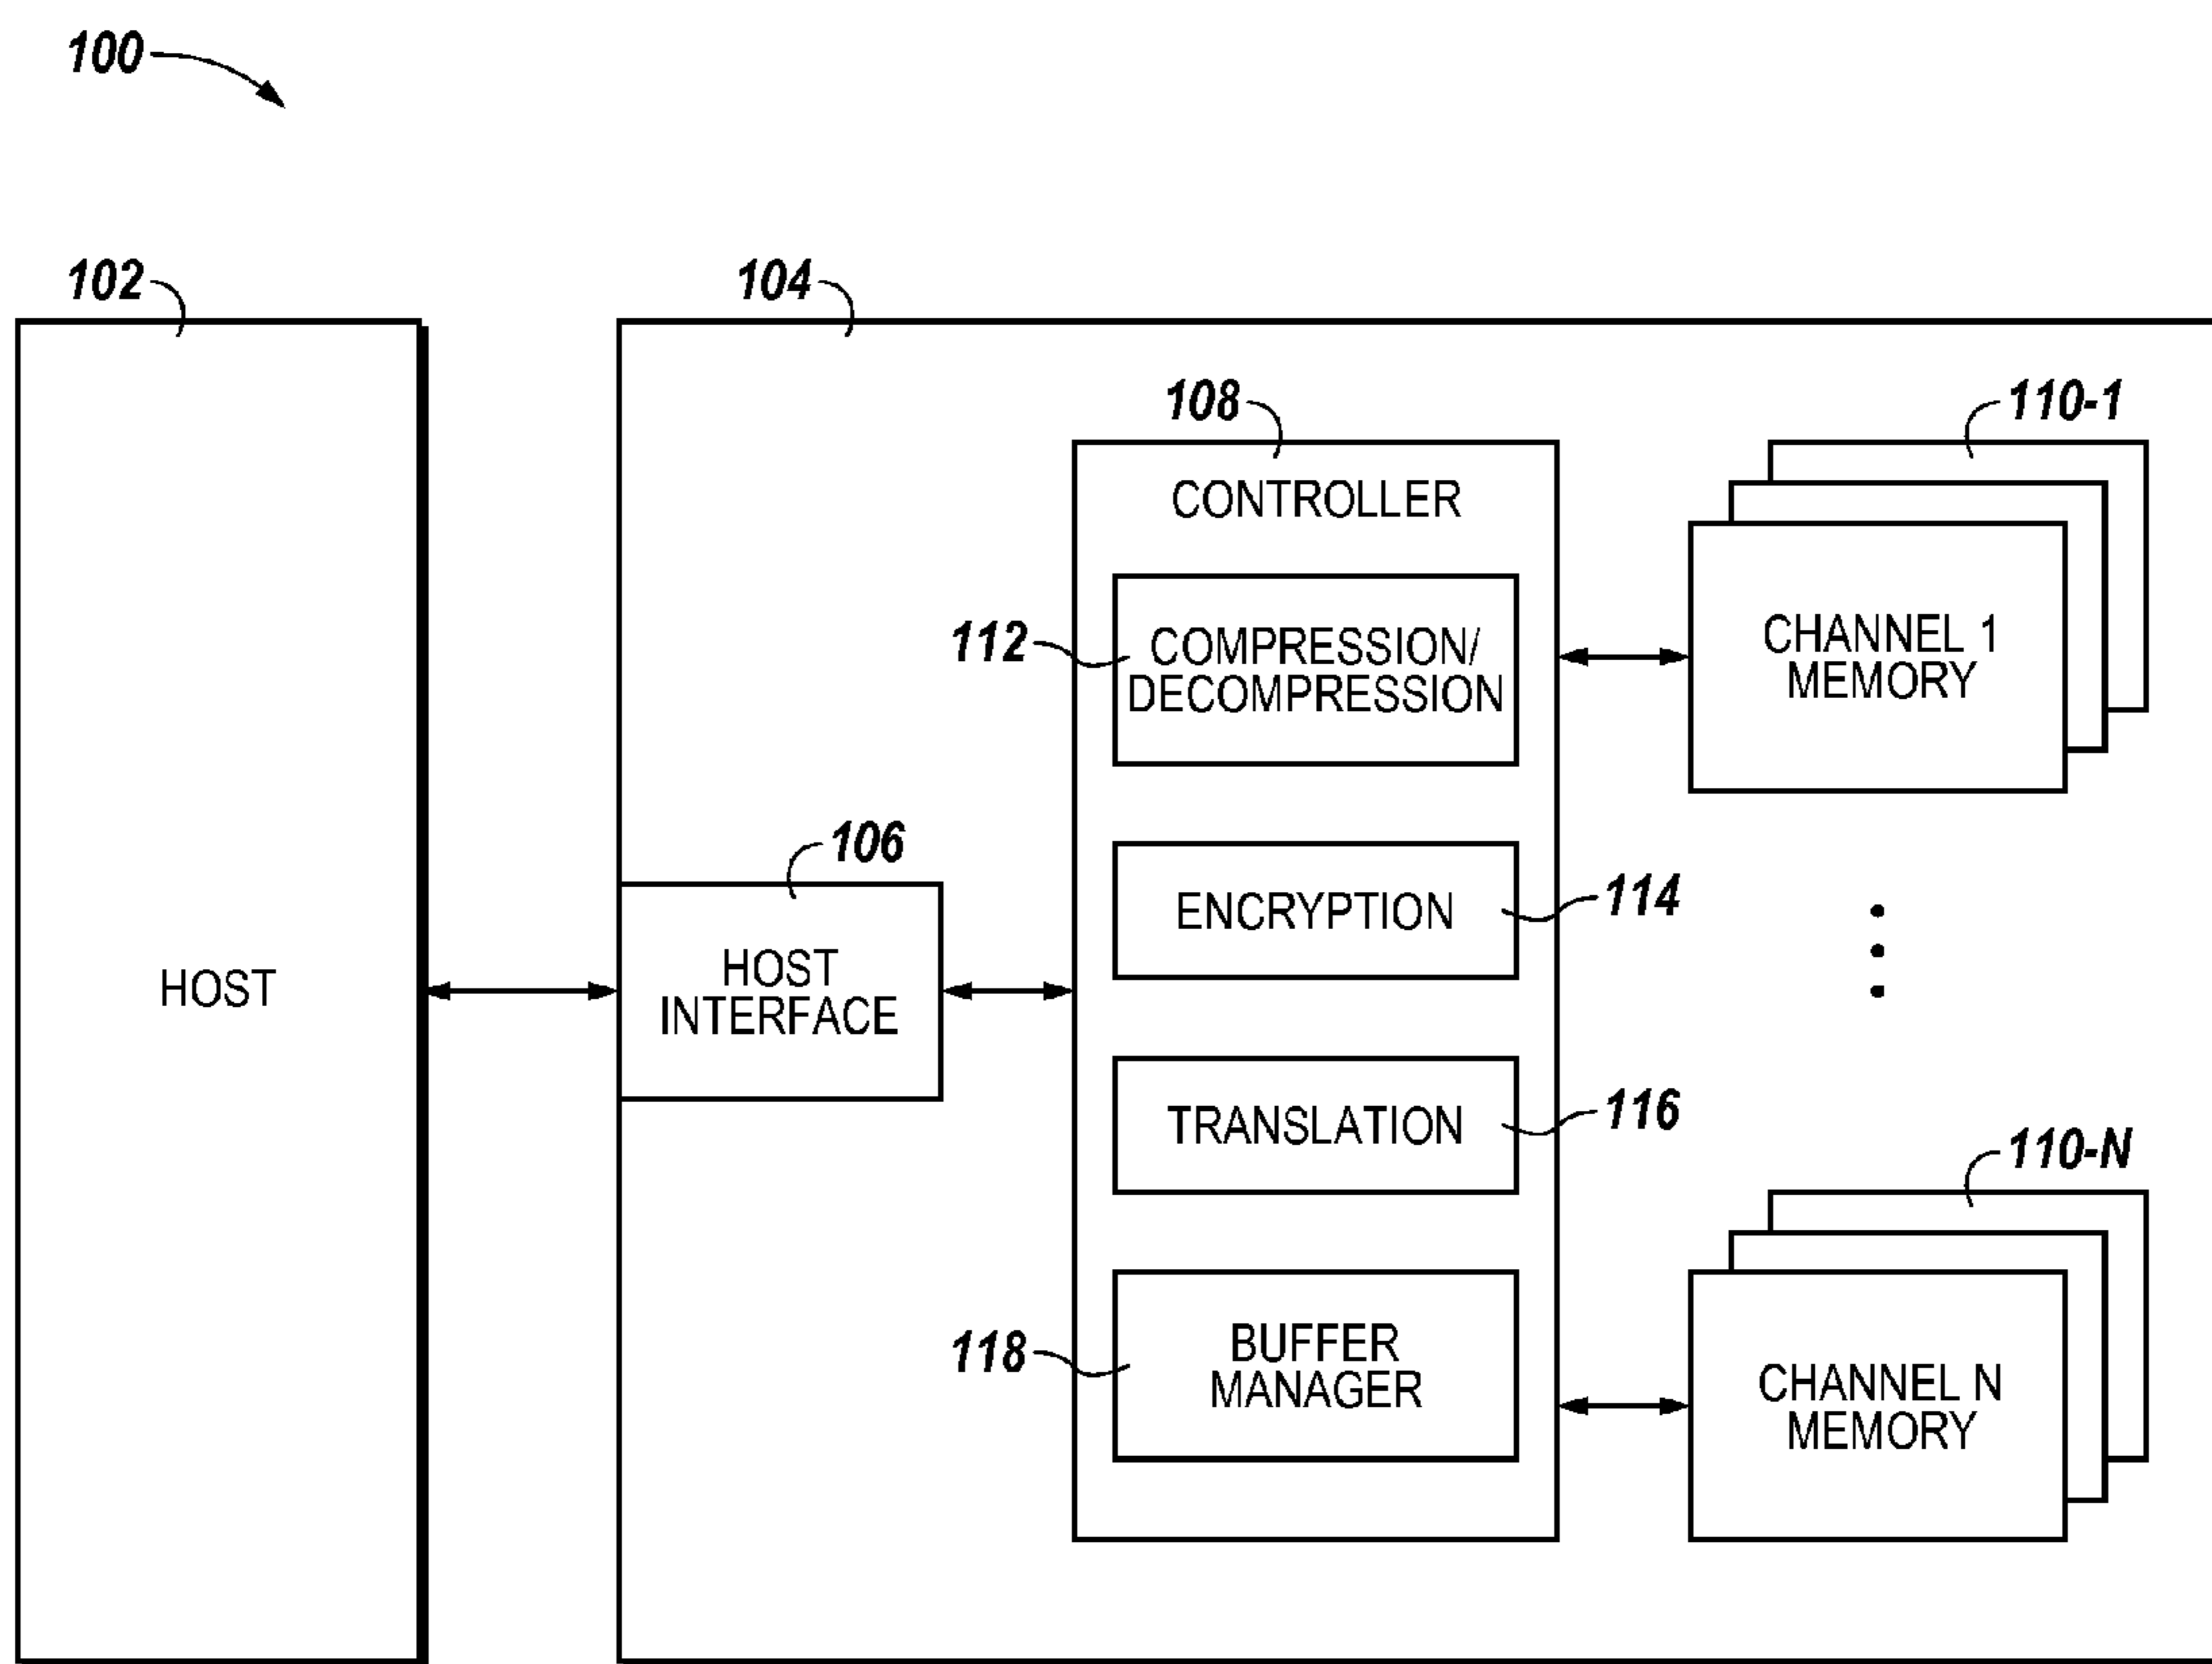 100
102
104
108
110-1
CONTROLLER
112
COMPRESSION/
DECOMPRESSION
CHANNEL 1
MEMORY
106
ENCRYPTION
114
HOST
HOST
INTERFACE
TRANSLATION
116
110-N
118
BUFFER
MANAGER
CHANNEL N
MEMORY